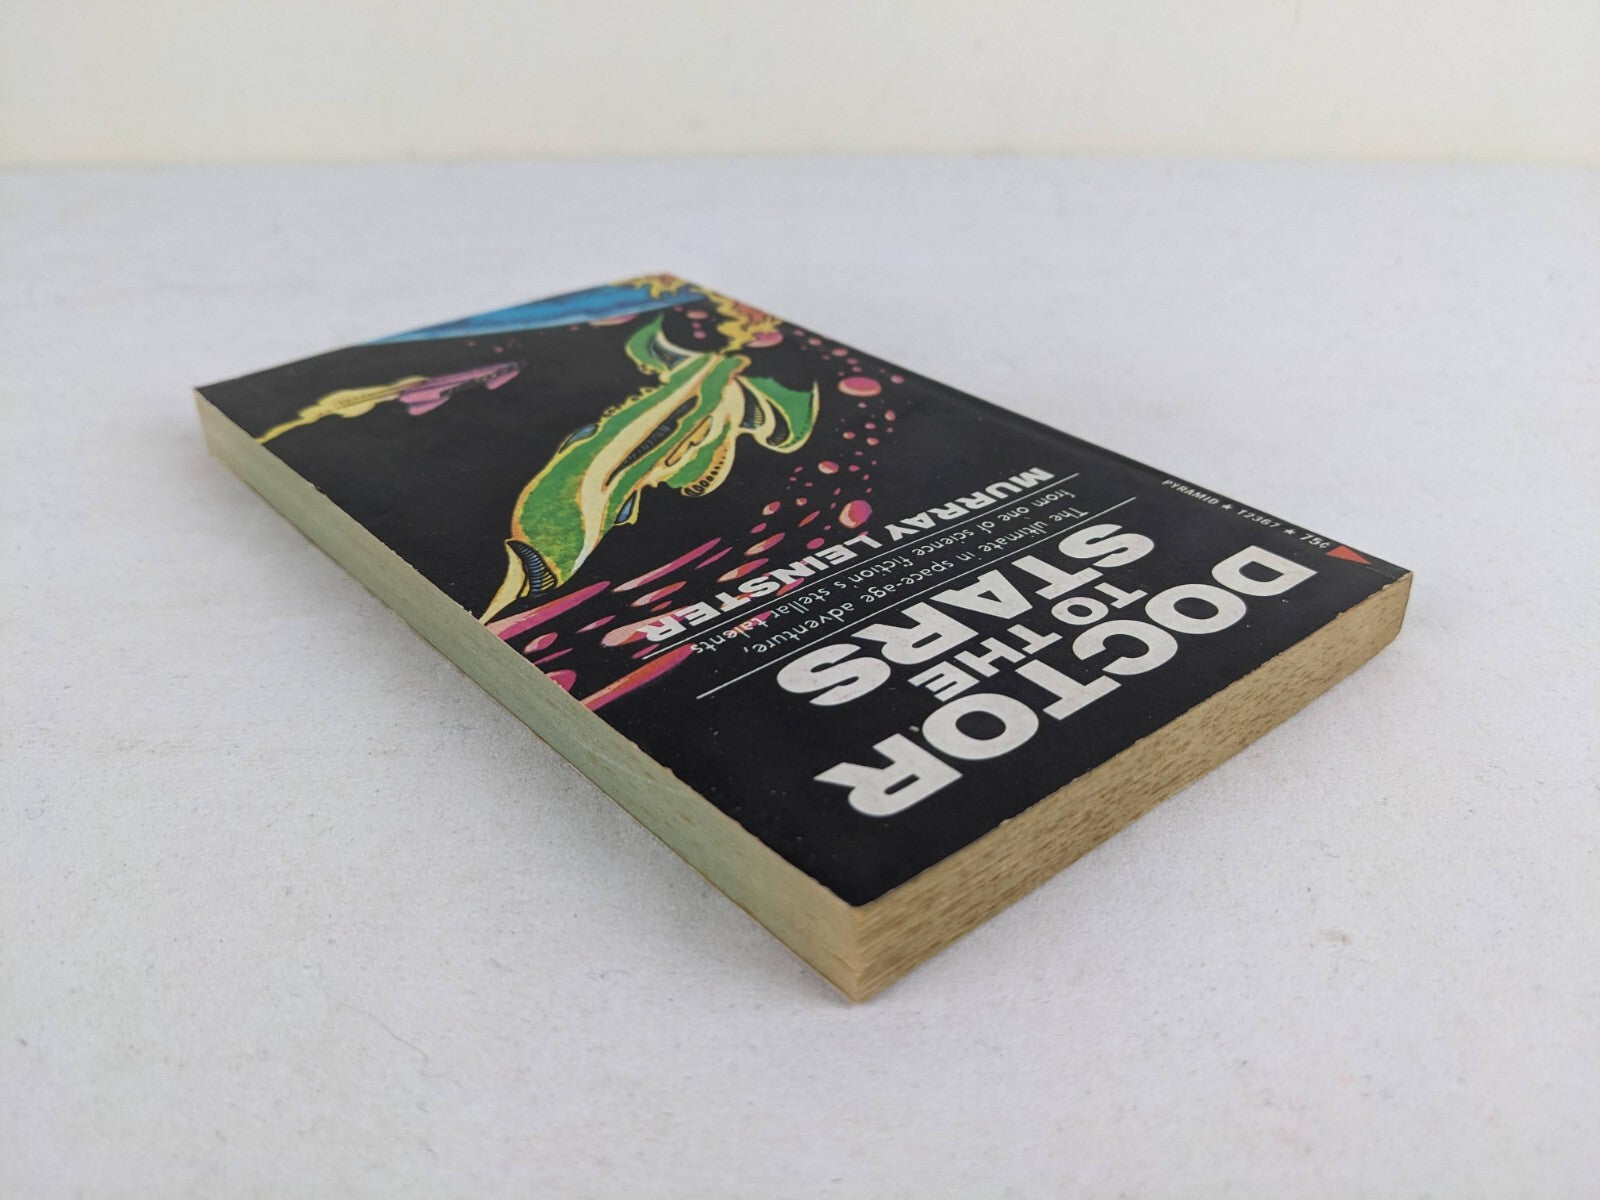 PYRAMID ★ T2367 ★ 75¢
DOCTOR
TO THE
STARS
The ultimate in space-age adventure,
from one of science fiction's stellar talents
MURRAY LEINSTER